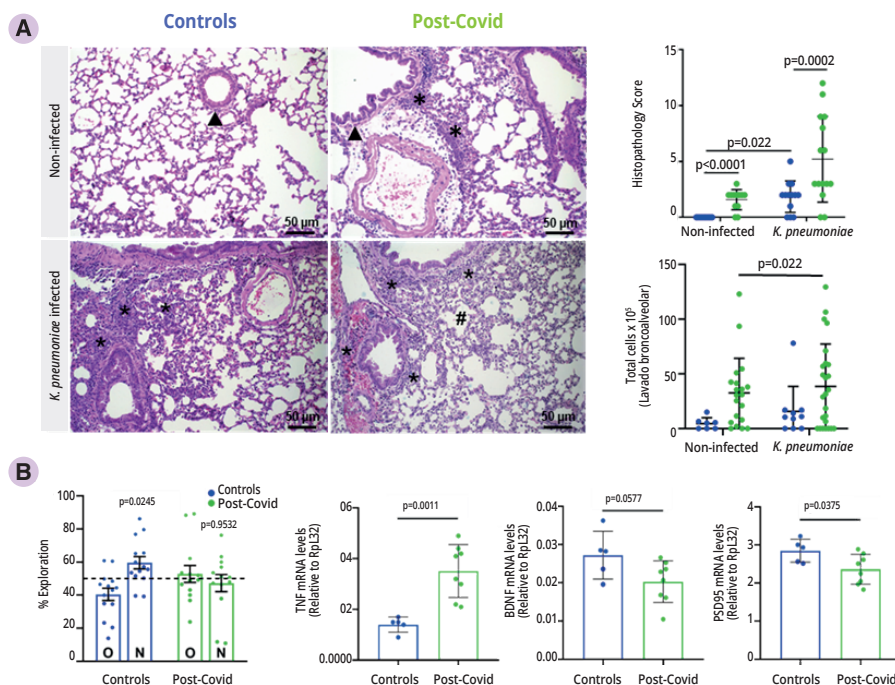 Controls
Post-Covid
A
Non-infected
50 µm
50 µm
K. pneumoniae infected
#
50 µm
50 µm
Histopathology Score
15
10
5
0
p=0.0002
p=0.022
p<0.0001
Non-infected
K. pneumoniae
Total cells x 10⁵
(Lavado broncoalveolar)
150
100
50
0
p=0.022
Non-infected
K. pneumoniae
B
% Exploration
100
80
60
40
20
0
p=0.0245
Controls
Post-Covid
p=0.9532
O
N
O
N
Controls
Post-Covid
TNF mRNA levels
(Relative to RpL32)
06
04
02
0.0000
p=0.0011
Controls
Post-Covid
BDNF mRNA levels
(Relative to RpL32)
0.04
0.03
0.02
0.01
0.00
p=0.0577
Controls
Post-Covid
PSD95 mRNA levels
(Relative to RpL32)
4
3
2
1
0
p=0.0375
Controls
Post-Covid